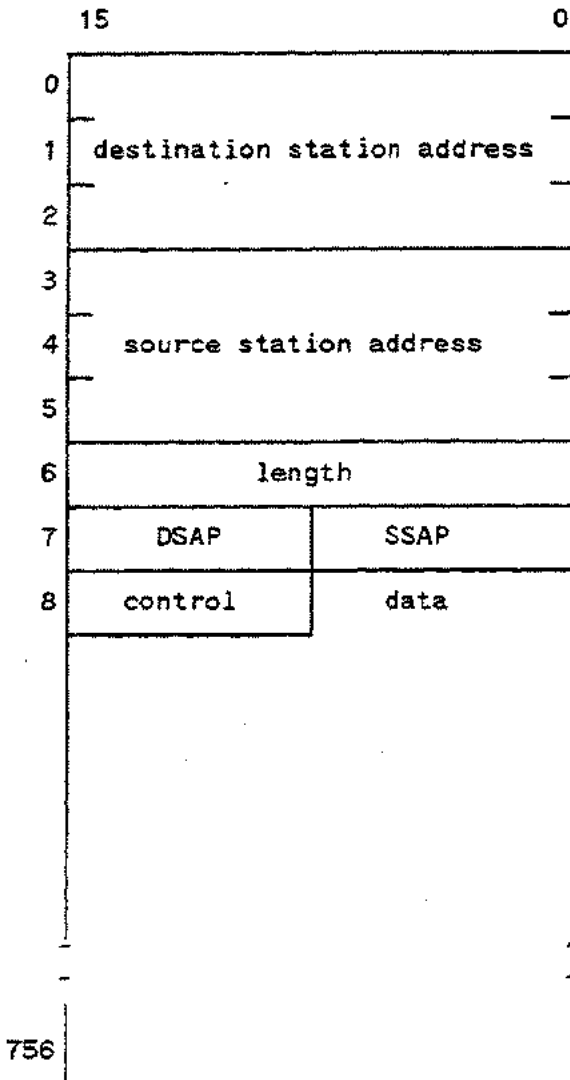 15 0
0
1 destination station address
2
3
4 source station address
5
6 length
7 DSAP SSAP
8 control data
756